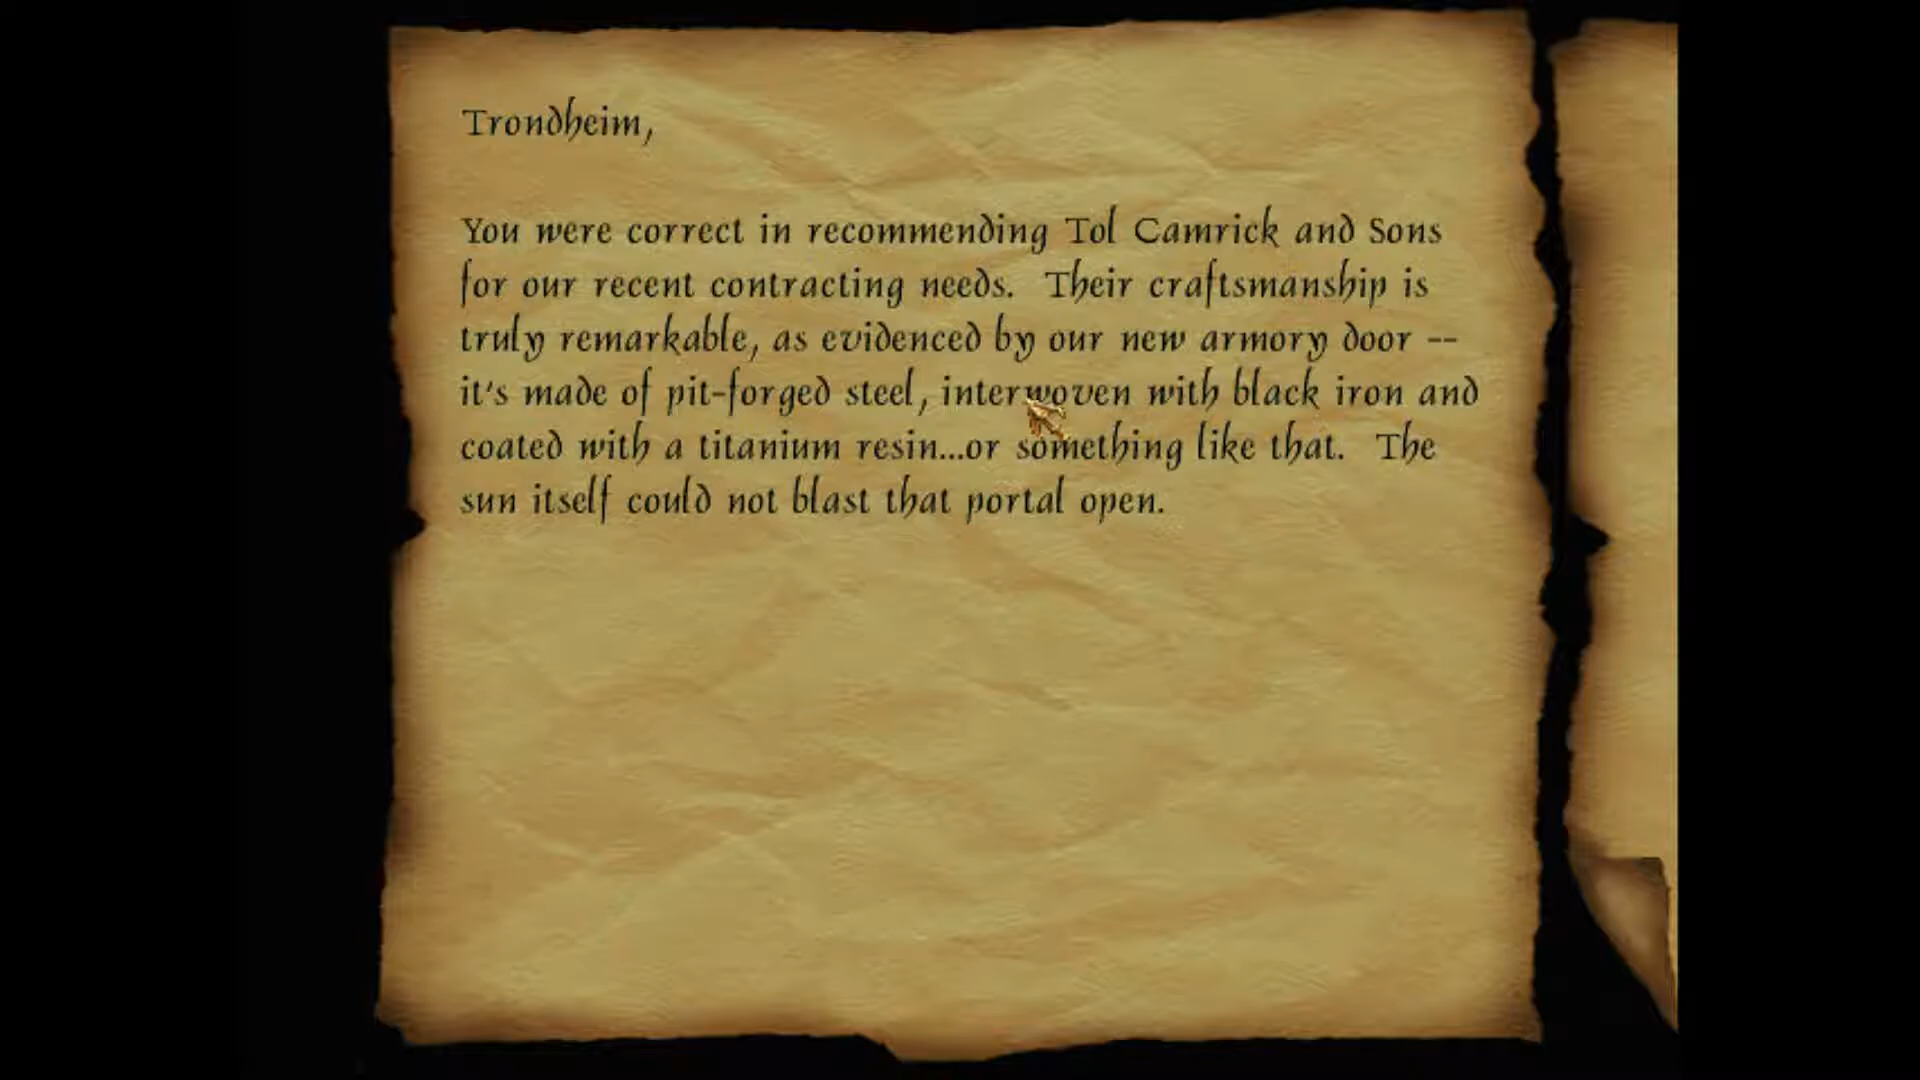 Trondheim,
You were correct in recommending Tol Camrick and Sons
for our recent contracting needs.  Their craftsmanship is
truly remarkable, as evidenced by our new armory door --
it's made of pit-forged steel, interwoven with black iron and
coated with a titanium resin...or something like that.  The
sun itself could not blast that portal open.